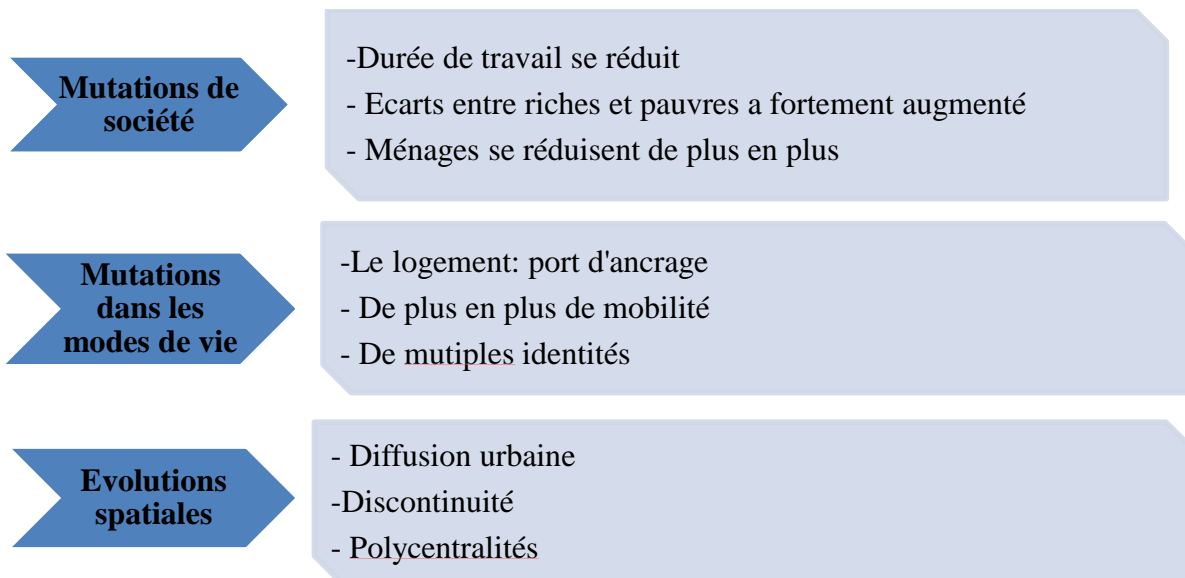 Mutations de
société
-Durée de travail se réduit
- Ecarts entre riches et pauvres a fortement augmenté
- Ménages se réduisent de plus en plus
Mutations
dans les
modes de vie
-Le logement: port d'ancrage
- De plus en plus de mobilité
- De mutiples identités
Evolutions
spatiales
- Diffusion urbaine
-Discontinuité
- Polycentralités